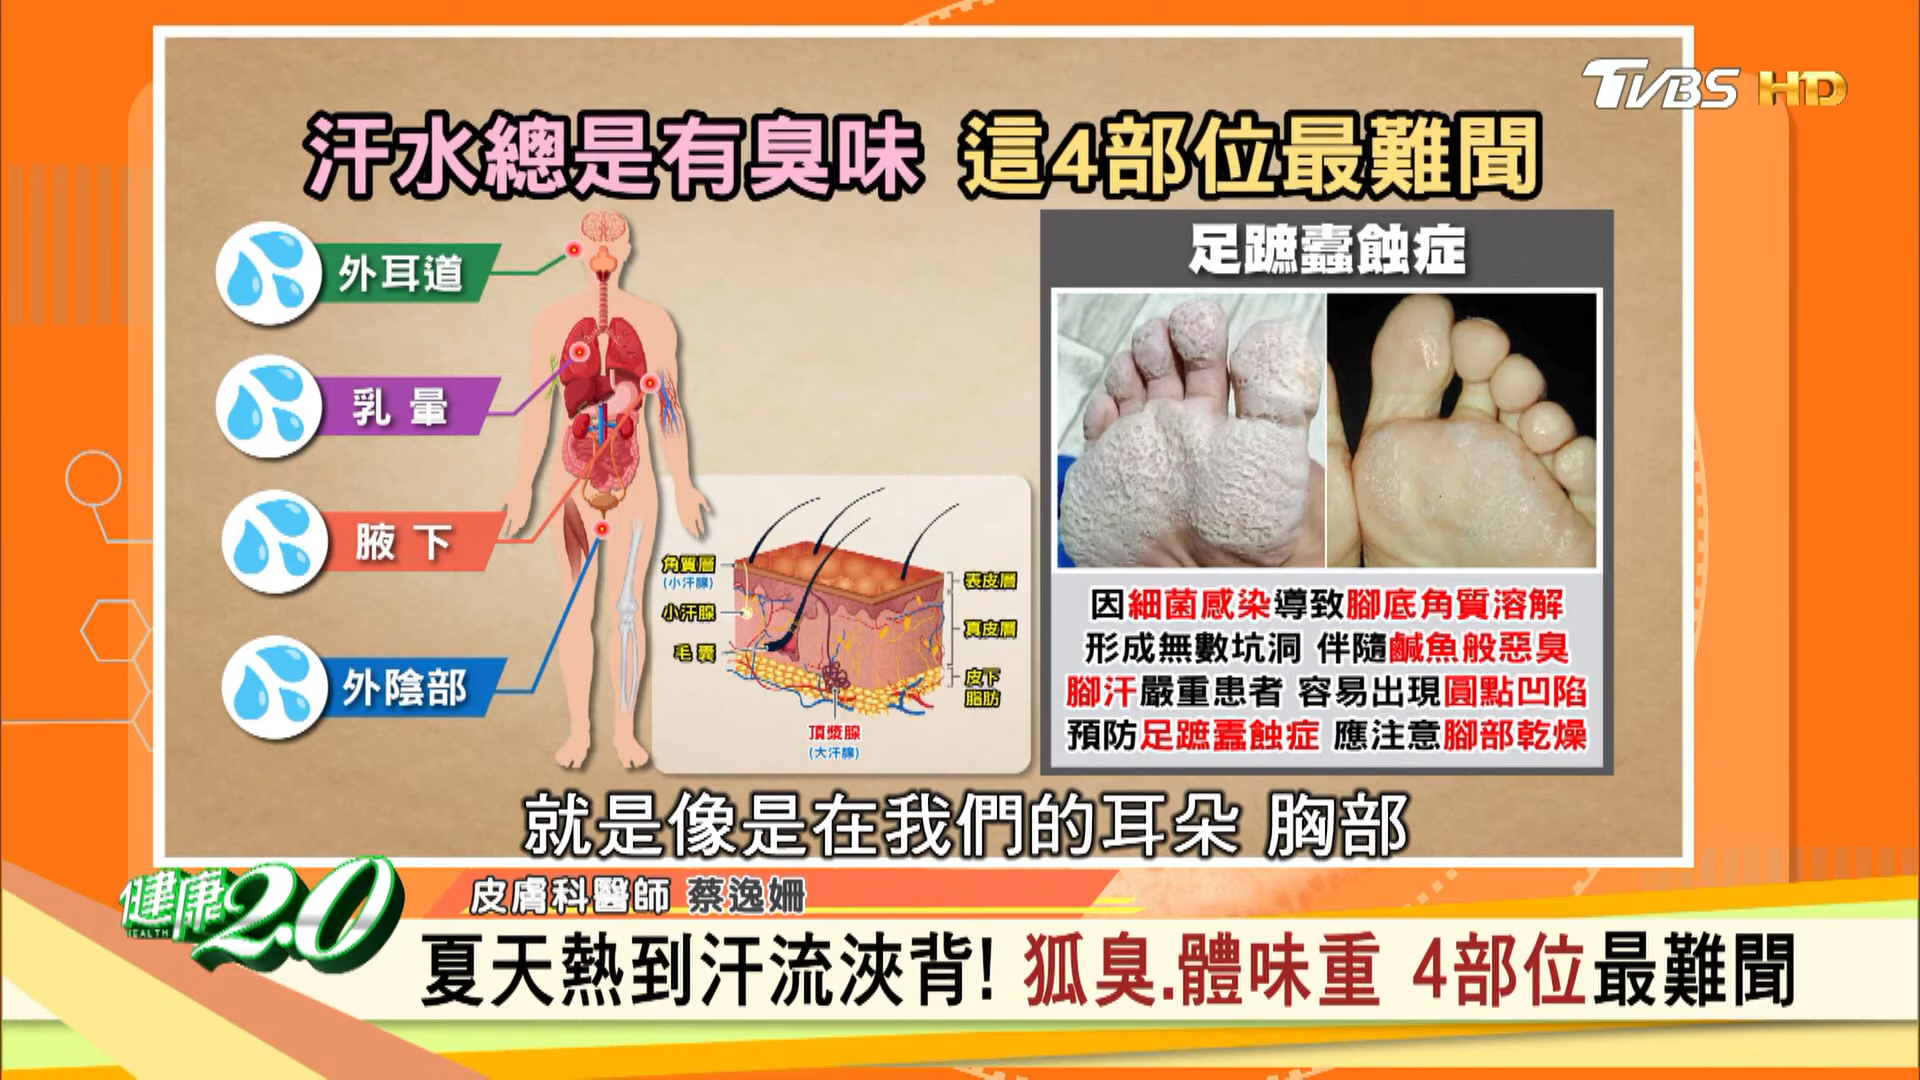 TVBS HD
汗水總是有臭味 這4部位最難聞
外耳道
乳暈
腋下
外陰部
角質層
(小汗腺)
小汗腺
毛囊
表皮層
真皮層
皮下
脂肪
頂漿腺
(大汗腺)
足蹠蠹蝕症
因細菌感染導致腳底角質溶解
形成無數坑洞 伴隨鹹魚般惡臭
腳汗嚴重患者 容易出現圓點凹陷
預防足蹠蠹蝕症 應注意腳部乾燥
就是像是在我們的耳朵 胸部
健康2.0
HEALTH
皮膚科醫師 蔡逸姍
夏天熱到汗流浹背! 狐臭.體味重 4部位最難聞